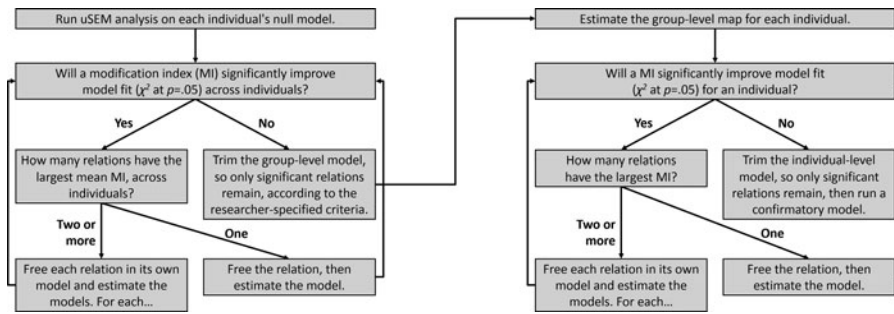 Run uSEM analysis on each individual's null model.
Will a modification index (MI) significantly improve
model fit (χ² at p=.05) across individuals?
Yes
No
How many relations have the
largest mean MI, across
individuals?
Trim the group-level model,
so only significant relations
remain, according to the
researcher-specified criteria.
Two or
more
One
Free each relation in its own
model and estimate the
models. For each...
Free the relation, then
estimate the model.
Estimate the group-level map for each individual.
Will a MI significantly improve model fit
(χ² at p=.05) for an individual?
Yes
No
How many relations
have the largest MI?
Trim the individual-level
model, so only significant
relations remain, then run a
confirmatory model.
Two or
more
One
Free each relation in its own
model and estimate the
models. For each...
Free the relation, then
estimate the model.